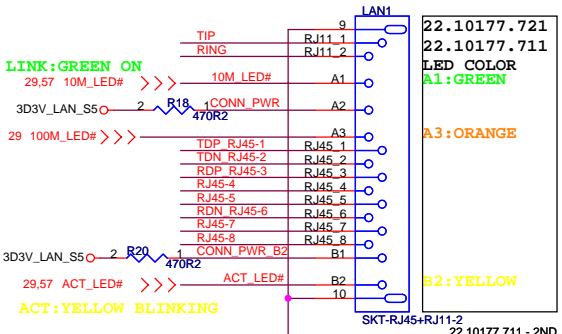 LAN1
9
22.10177.721
TIP
RJ11_1
22.10177.711
RING
RJ11_2
LED COLOR
LINK:GREEN ON
A1:GREEN
29,57 10M_LED#
10M_LED#
A1
3D3V_LAN_S5
2
R18
1
CONN_PWR
A2
470R2
29 100M_LED#
A3
A3:ORANGE
TDP_RJ45-1
RJ45_1
TDN_RJ45-2
RJ45_2
RDP_RJ45-3
RJ45_3
RJ45-4
RJ45_4
RJ45-5
RJ45_5
RDN_RJ45-6
RJ45_6
RJ45-7
RJ45_7
RJ45-8
RJ45_8
3D3V_LAN_S5
2
R20
1
CONN_PWR_B2
B1
470R2
29,57 ACT_LED#
ACT_LED#
B2
B2:YELLOW
10
ACT:YELLOW BLINKING
SKT-RJ45+RJ11-2
22.10177.711 - 2ND